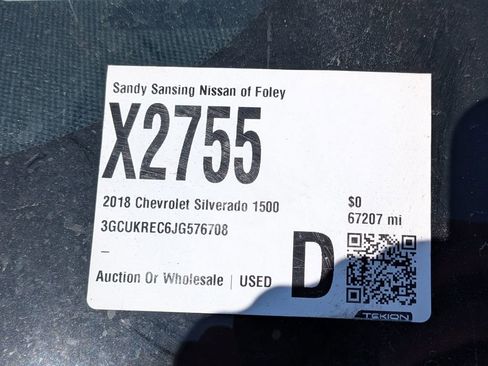 Sandy Sansing Nissan of Foley
X2755
2018 Chevrolet Silverado 1500 $0
3GCUKREC6JG576708 67207 mi
–
Auction Or Wholesale | USED D
TEKION